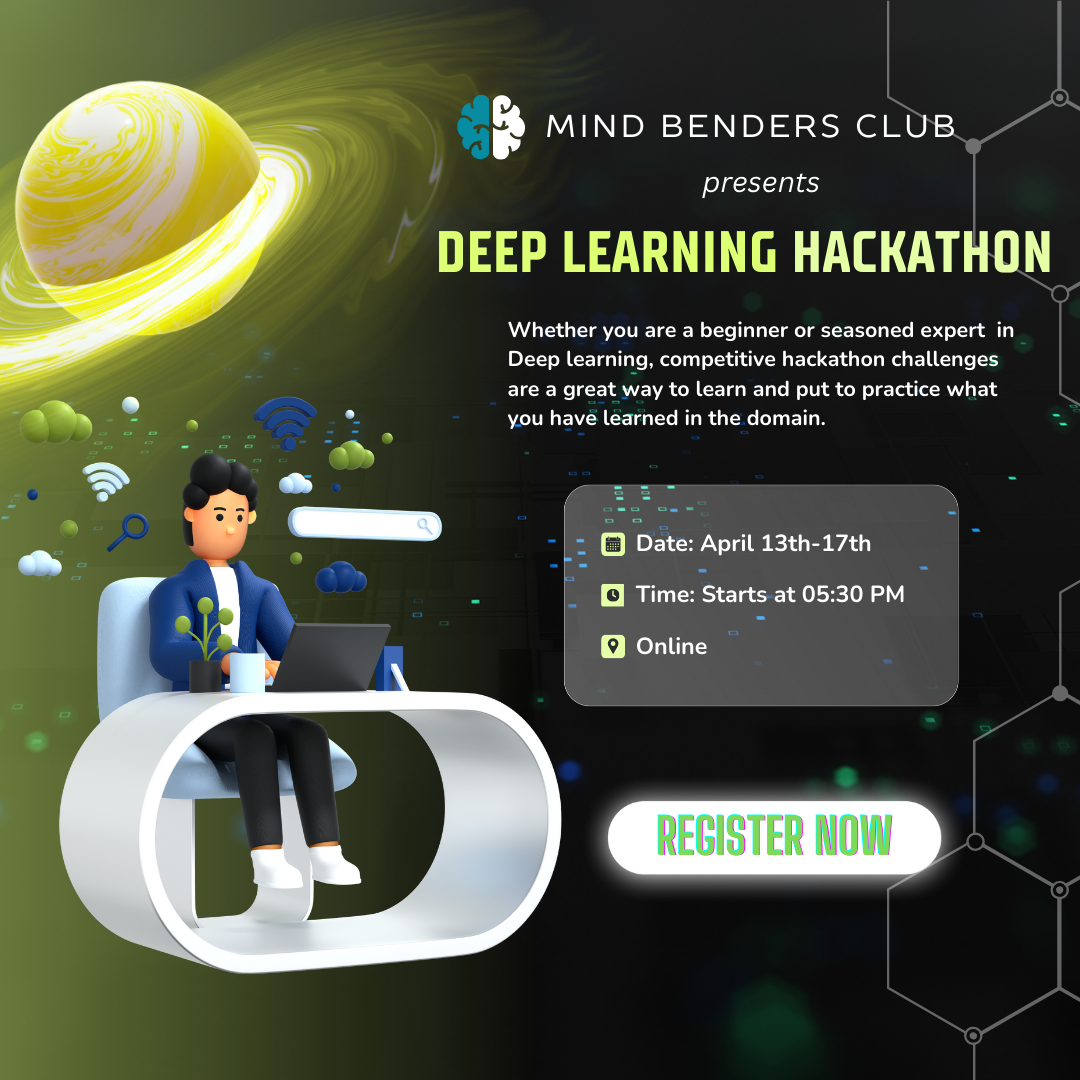 MIND BENDERS CLUB
presents
DEEP LEARNING HACKATHON
Whether you are a beginner or seasoned expert in
Deep learning, competitive hackathon challenges
are a great way to learn and put to practice what
you have learned in the domain.
Date: April 13th-17th
Time: Starts at 05:30 PM
Online
REGISTER NOW